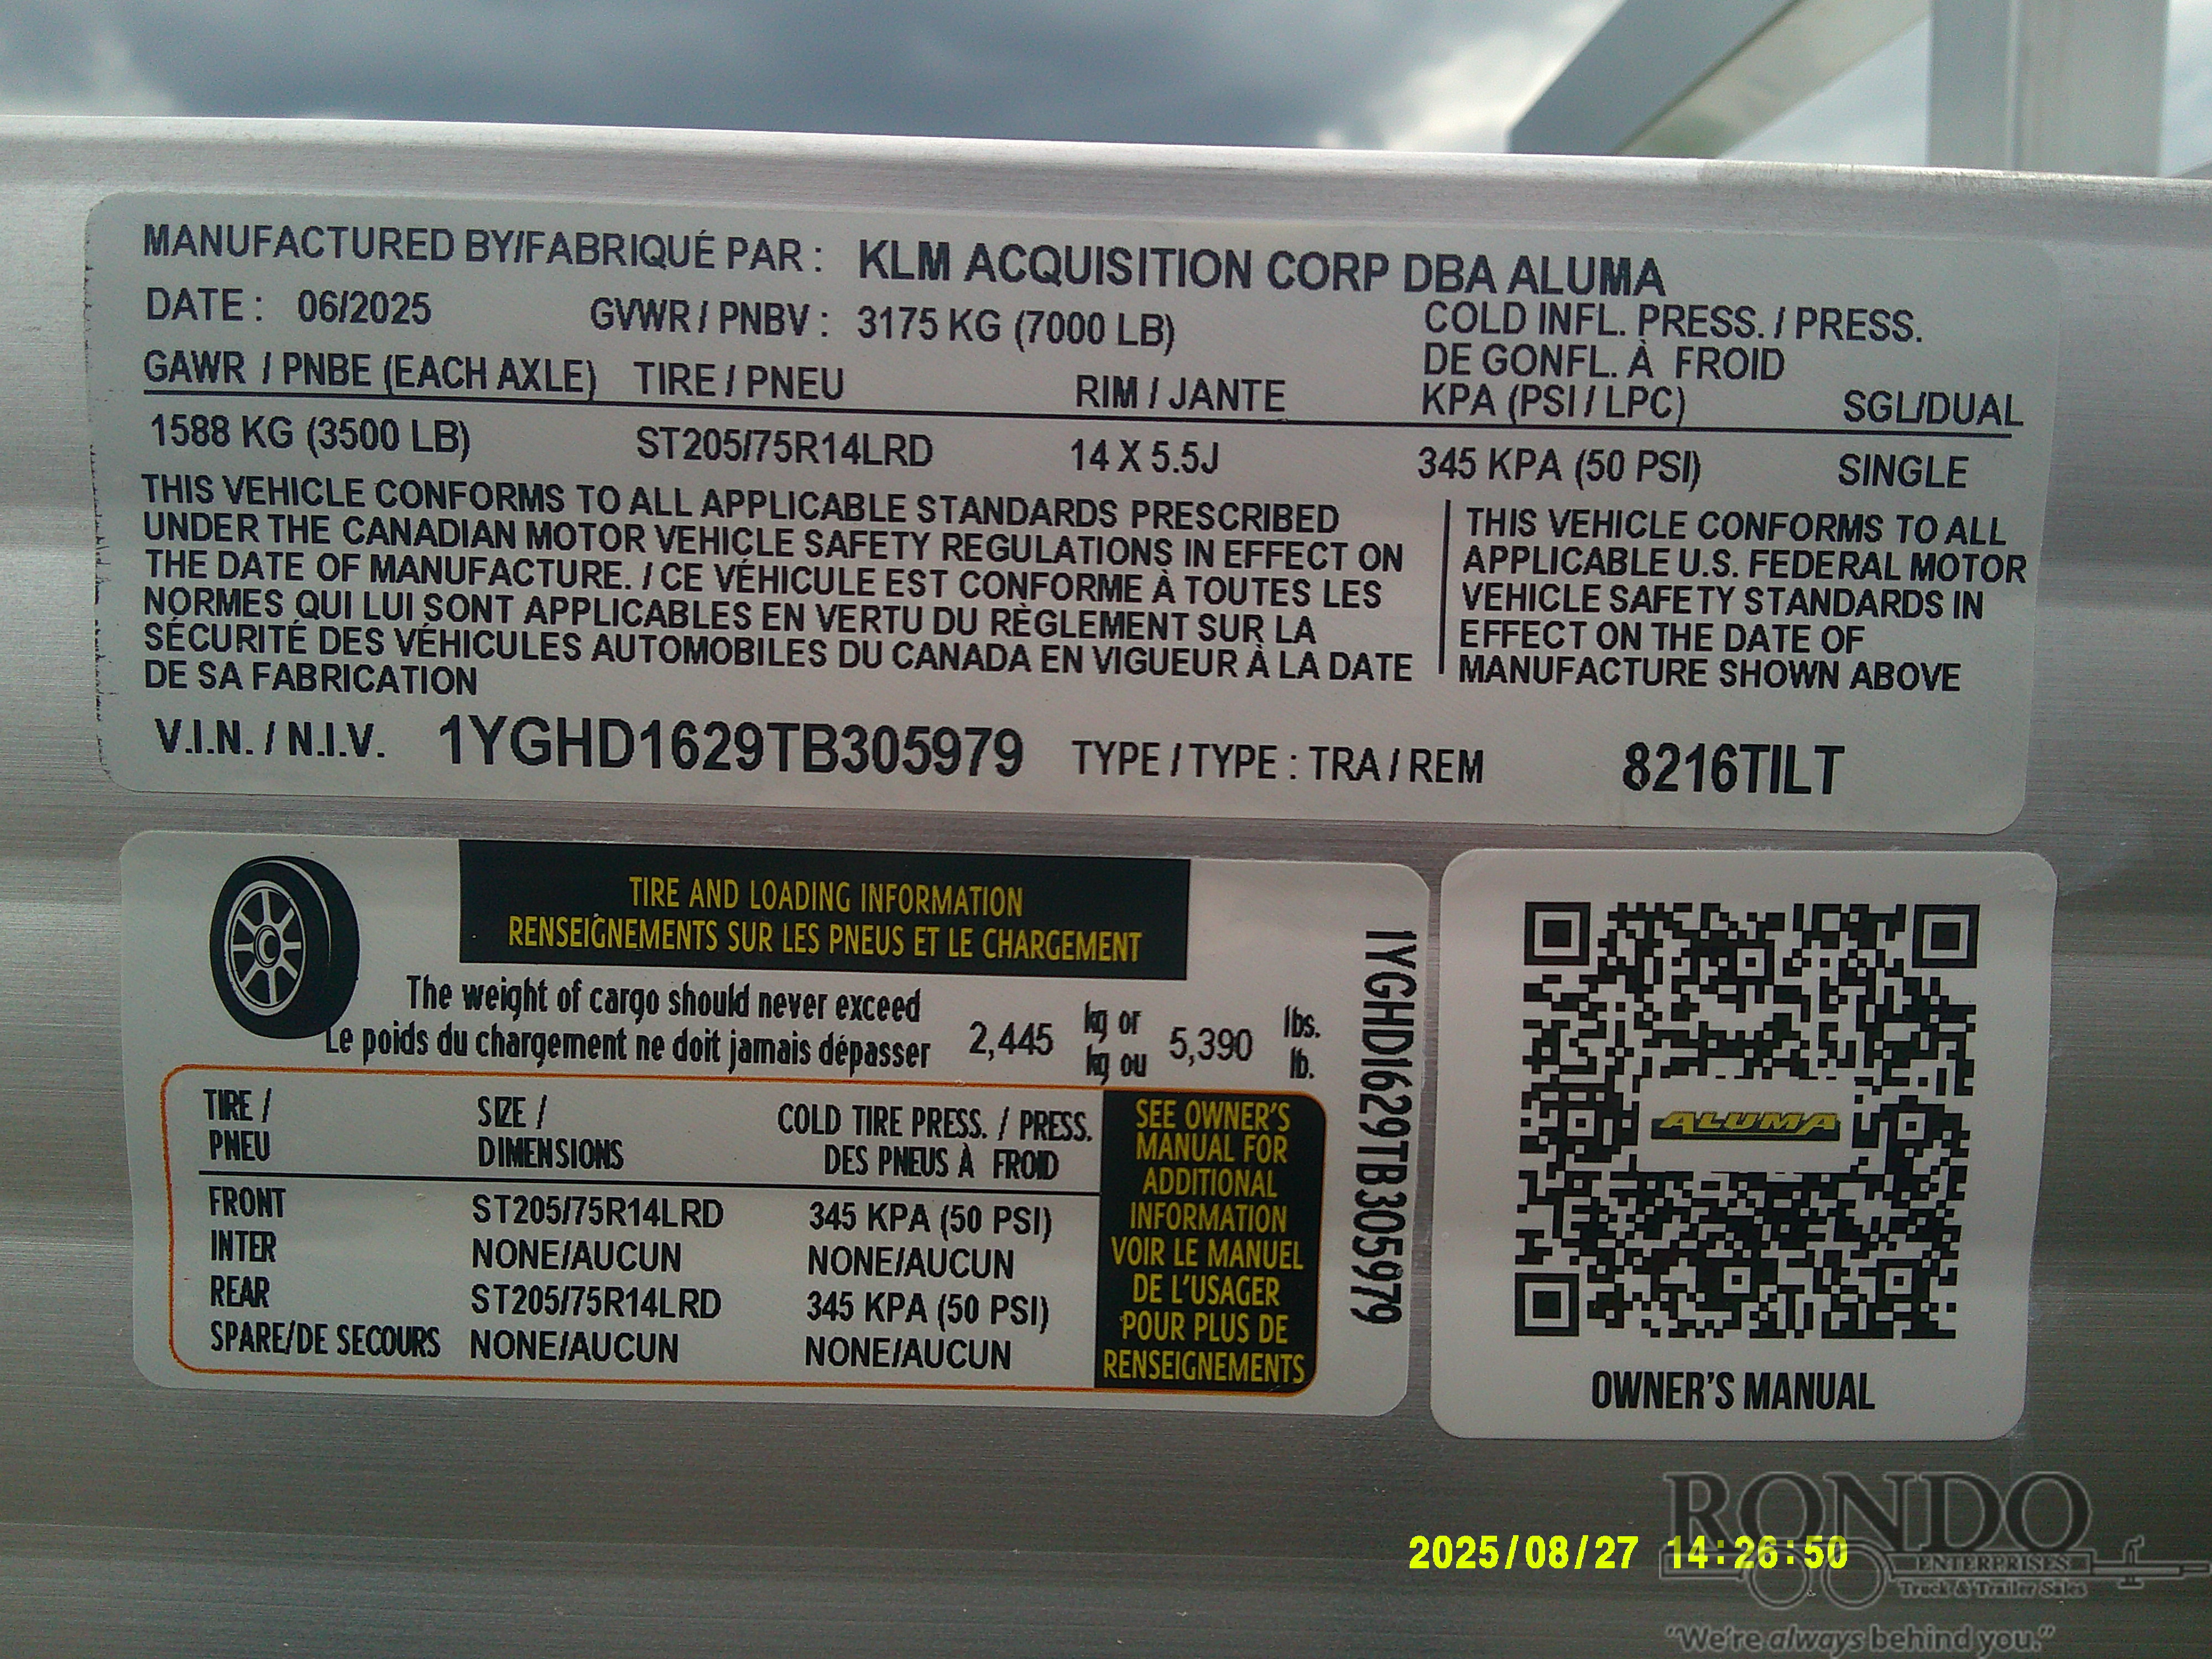 MANUFACTURED BY/FABRIQUÉ PAR : KLM ACQUISITION CORP DBA ALUMA
DATE : 06/2025 GVWR / PNBV : 3175 KG (7000 LB)
COLD INFL. PRESS. / PRESS.
DE GONFL. À FROID
GAWR / PNBE (EACH AXLE) TIRE / PNEU RIM / JANTE KPA (PSI / LPC) SGL/DUAL
1588 KG (3500 LB) ST205/75R14LRD 14 X 5.5J 345 KPA (50 PSI) SINGLE
THIS VEHICLE CONFORMS TO ALL APPLICABLE STANDARDS PRESCRIBED
UNDER THE CANADIAN MOTOR VEHICLE SAFETY REGULATIONS IN EFFECT ON
THE DATE OF MANUFACTURE. / CE VÉHICULE EST CONFORME À TOUTES LES
NORMES QUI LUI SONT APPLICABLES EN VERTU DU RÈGLEMENT SUR LA
SÉCURITÉ DES VÉHICULES AUTOMOBILES DU CANADA EN VIGUEUR À LA DATE
DE SA FABRICATION
THIS VEHICLE CONFORMS TO ALL
APPLICABLE U.S. FEDERAL MOTOR
VEHICLE SAFETY STANDARDS IN
EFFECT ON THE DATE OF
MANUFACTURE SHOWN ABOVE
V.I.N. / N.I.V. 1YGHD1629TB305979 TYPE / TYPE : TRA / REM 8216TILT
TIRE AND LOADING INFORMATION
RENSEIGNEMENTS SUR LES PNEUS ET LE CHARGEMENT
The weight of cargo should never exceed
Le poids du chargement ne doit jamais dépasser
2,445 kg or
kg ou 5,390 lbs.
lb.
TIRE /
PNEU
SIZE /
DIMENSIONS
COLD TIRE PRESS. / PRESS.
DES PNEUS À FROID
FRONT ST205/75R14LRD 345 KPA (50 PSI)
INTER NONE/AUCUN NONE/AUCUN
REAR ST205/75R14LRD 345 KPA (50 PSI)
SPARE/DE SECOURS NONE/AUCUN NONE/AUCUN
SEE OWNER'S
MANUAL FOR
ADDITIONAL
INFORMATION
VOIR LE MANUEL
DE L'USAGER
POUR PLUS DE
RENSEIGNEMENTS
1YGHD1629TB305979
ALUMA
OWNER'S MANUAL
2025/08/27 14:26:50
RONDO
ENTERPRISES
Truck & Trailer Sales
"We're always behind you."